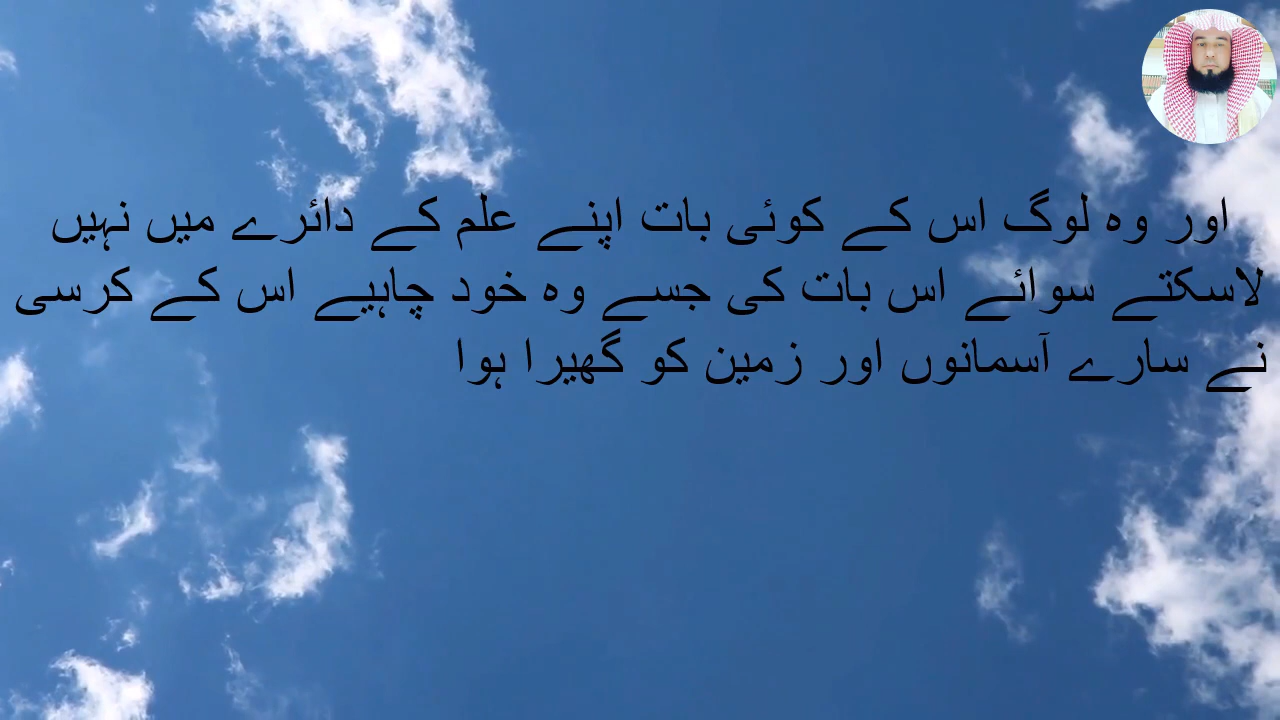 اور وہ لوگ اس کے کوئی بات اپنے علم کے دائرے میں نہیں
لاسکتے سوائے اس بات کی جسے وہ خود چاہیے اس کے کرسی
نے سارے آسمانوں اور زمین کو گھیرا ہوا